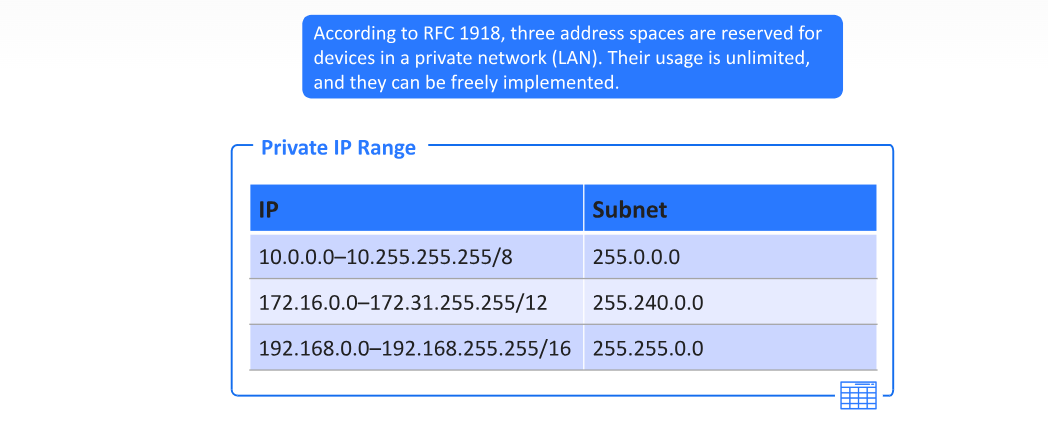 According to RFC 1918, three address spaces are reserved for
devices in a private network (LAN). Their usage is unlimited,
and they can be freely implemented.
Private IP Range
IP Subnet
10.0.0.0–10.255.255.255/8 255.0.0.0
172.16.0.0–172.31.255.255/12 255.240.0.0
192.168.0.0–192.168.255.255/16 255.255.0.0